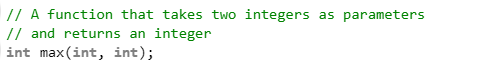 // A function that takes two integers as parameters
// and returns an integer
int max(int, int);